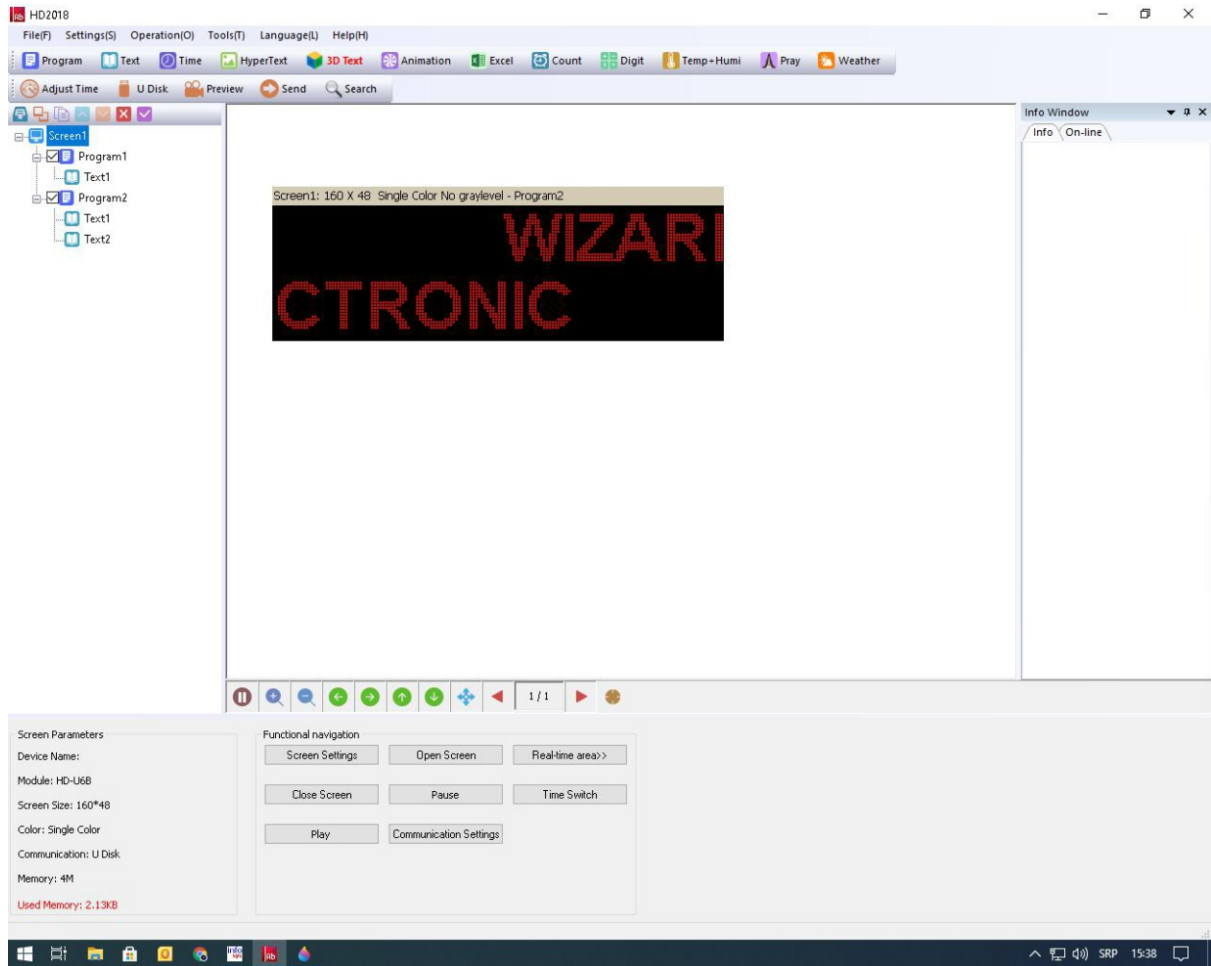 HD2018
File(F) Settings(S) Operation(O) Tools(T) Language(L) Help(H)
Program Text Time HyperText 3D Text Animation Excel Count Digit Temp+Humi Pray Weather
Adjust Time U Disk Preview Send Search
Screen1
Program1
Text1
Program2
Text1
Text2
Screen1: 160 X 48 Single Color No graylevel - Program2
WIZARD
CTRONIC
Info Window
Info On-line
1 / 1
Screen Parameters
Device Name:
Module: HD-U6B
Screen Size: 160*48
Color: Single Color
Communication: U Disk
Memory: 4M
Used Memory: 2.13KB
Functional navigation
Screen Settings Open Screen Real-time area>>
Close Screen Pause Time Switch
Play Communication Settings
SRP 15:38